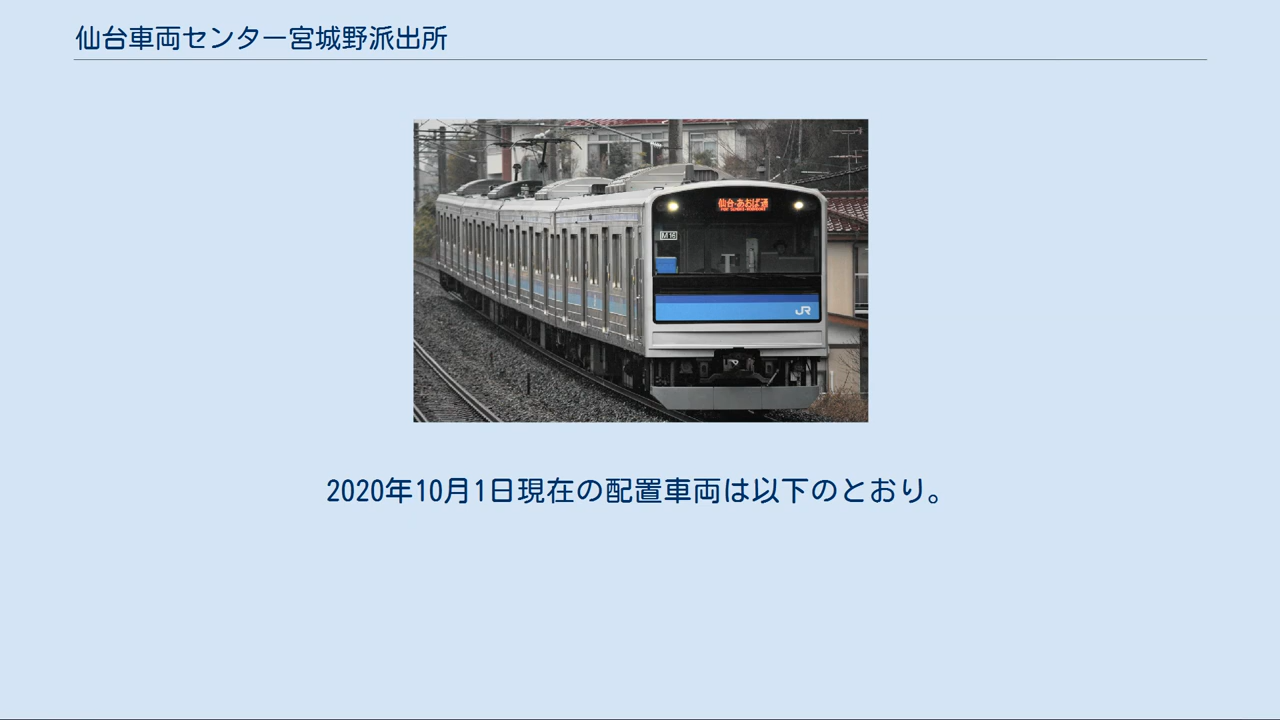 仙台車両センター宮城野派出所
仙台・あおば通
M16
JR
2020年10月1日現在の配置車両は以下のとおり。